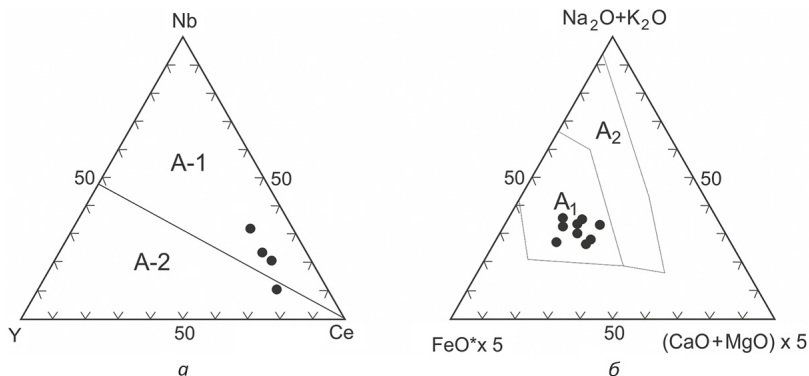 Nb
50
50
A-1
A-2
Y
50
Ce
а
Na₂O+K₂O
A₂
50
50
A₁
FeO*x 5
50
(CaO+MgO) x 5
б